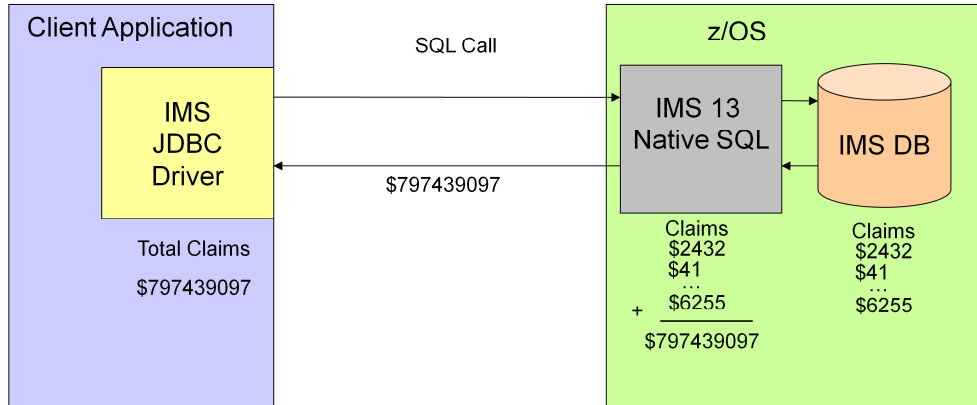 Client Application
IMS
JDBC
Driver
Total Claims
$797439097
SQL Call
$797439097
z/OS
IMS 13
Native SQL
IMS DB
Claims
$2432
$41
...
$6255
+
$797439097
Claims
$2432
$41
...
$6255